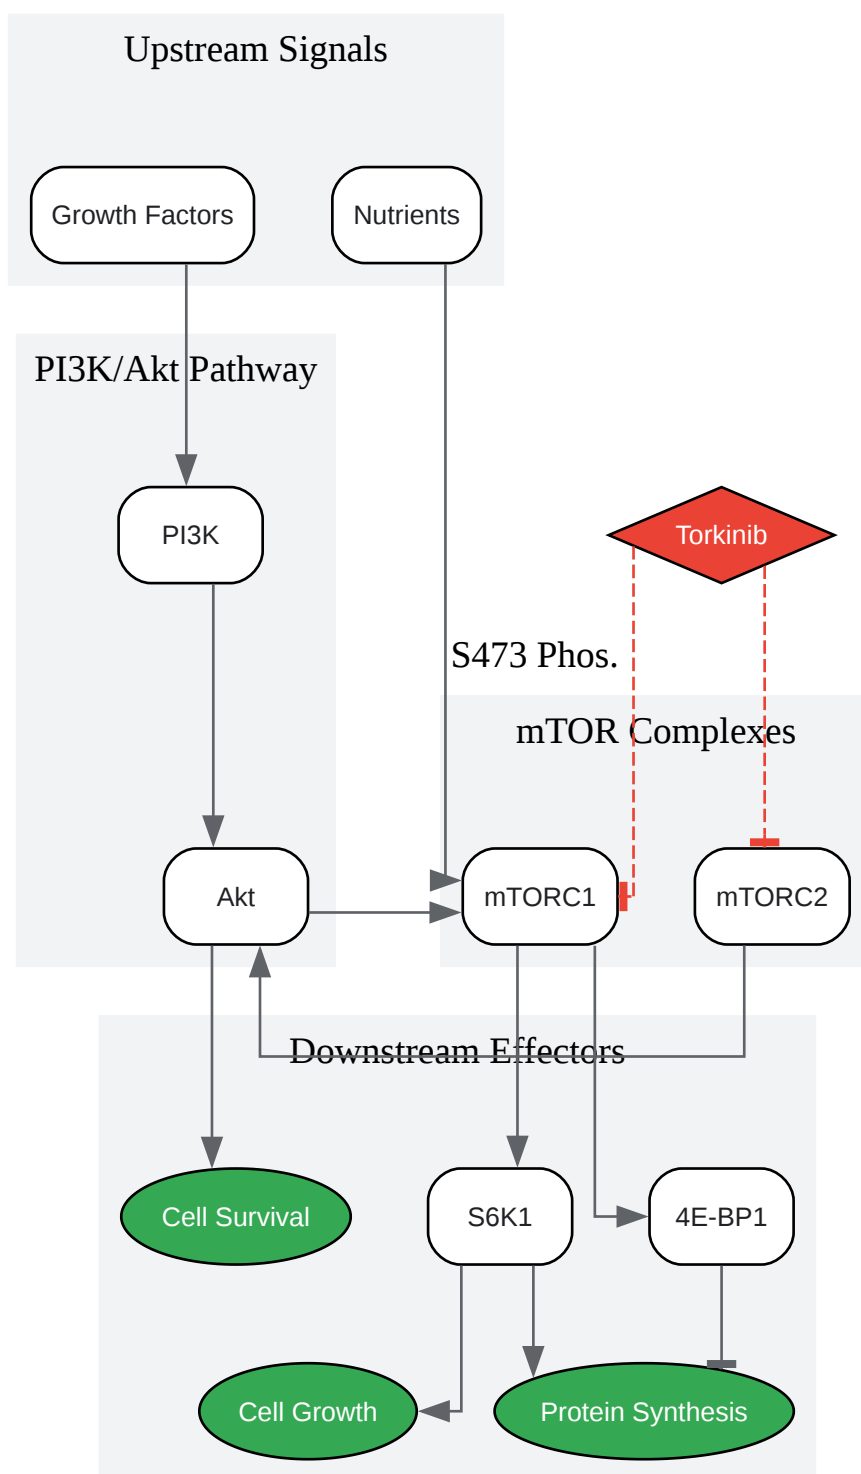 Upstream Signals
Growth Factors
Nutrients
PI3K/Akt Pathway
PI3K
Torkinib
S473 Phos.
mTOR Complexes
Akt
mTORC1
mTORC2
Downstream Effectors
Cell Survival
S6K1
4E-BP1
Cell Growth
Protein Synthesis